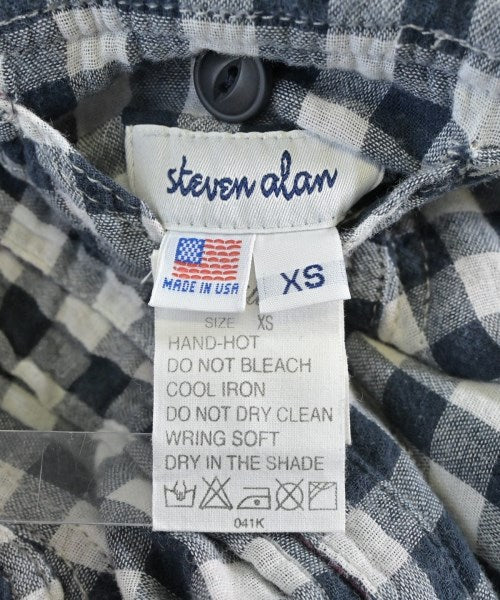 steven alan
MADE IN USA
XS
SIZE XS
HAND-HOT
DO NOT BLEACH
COOL IRON
DO NOT DRY CLEAN
WRING SOFT
DRY IN THE SHADE
041K